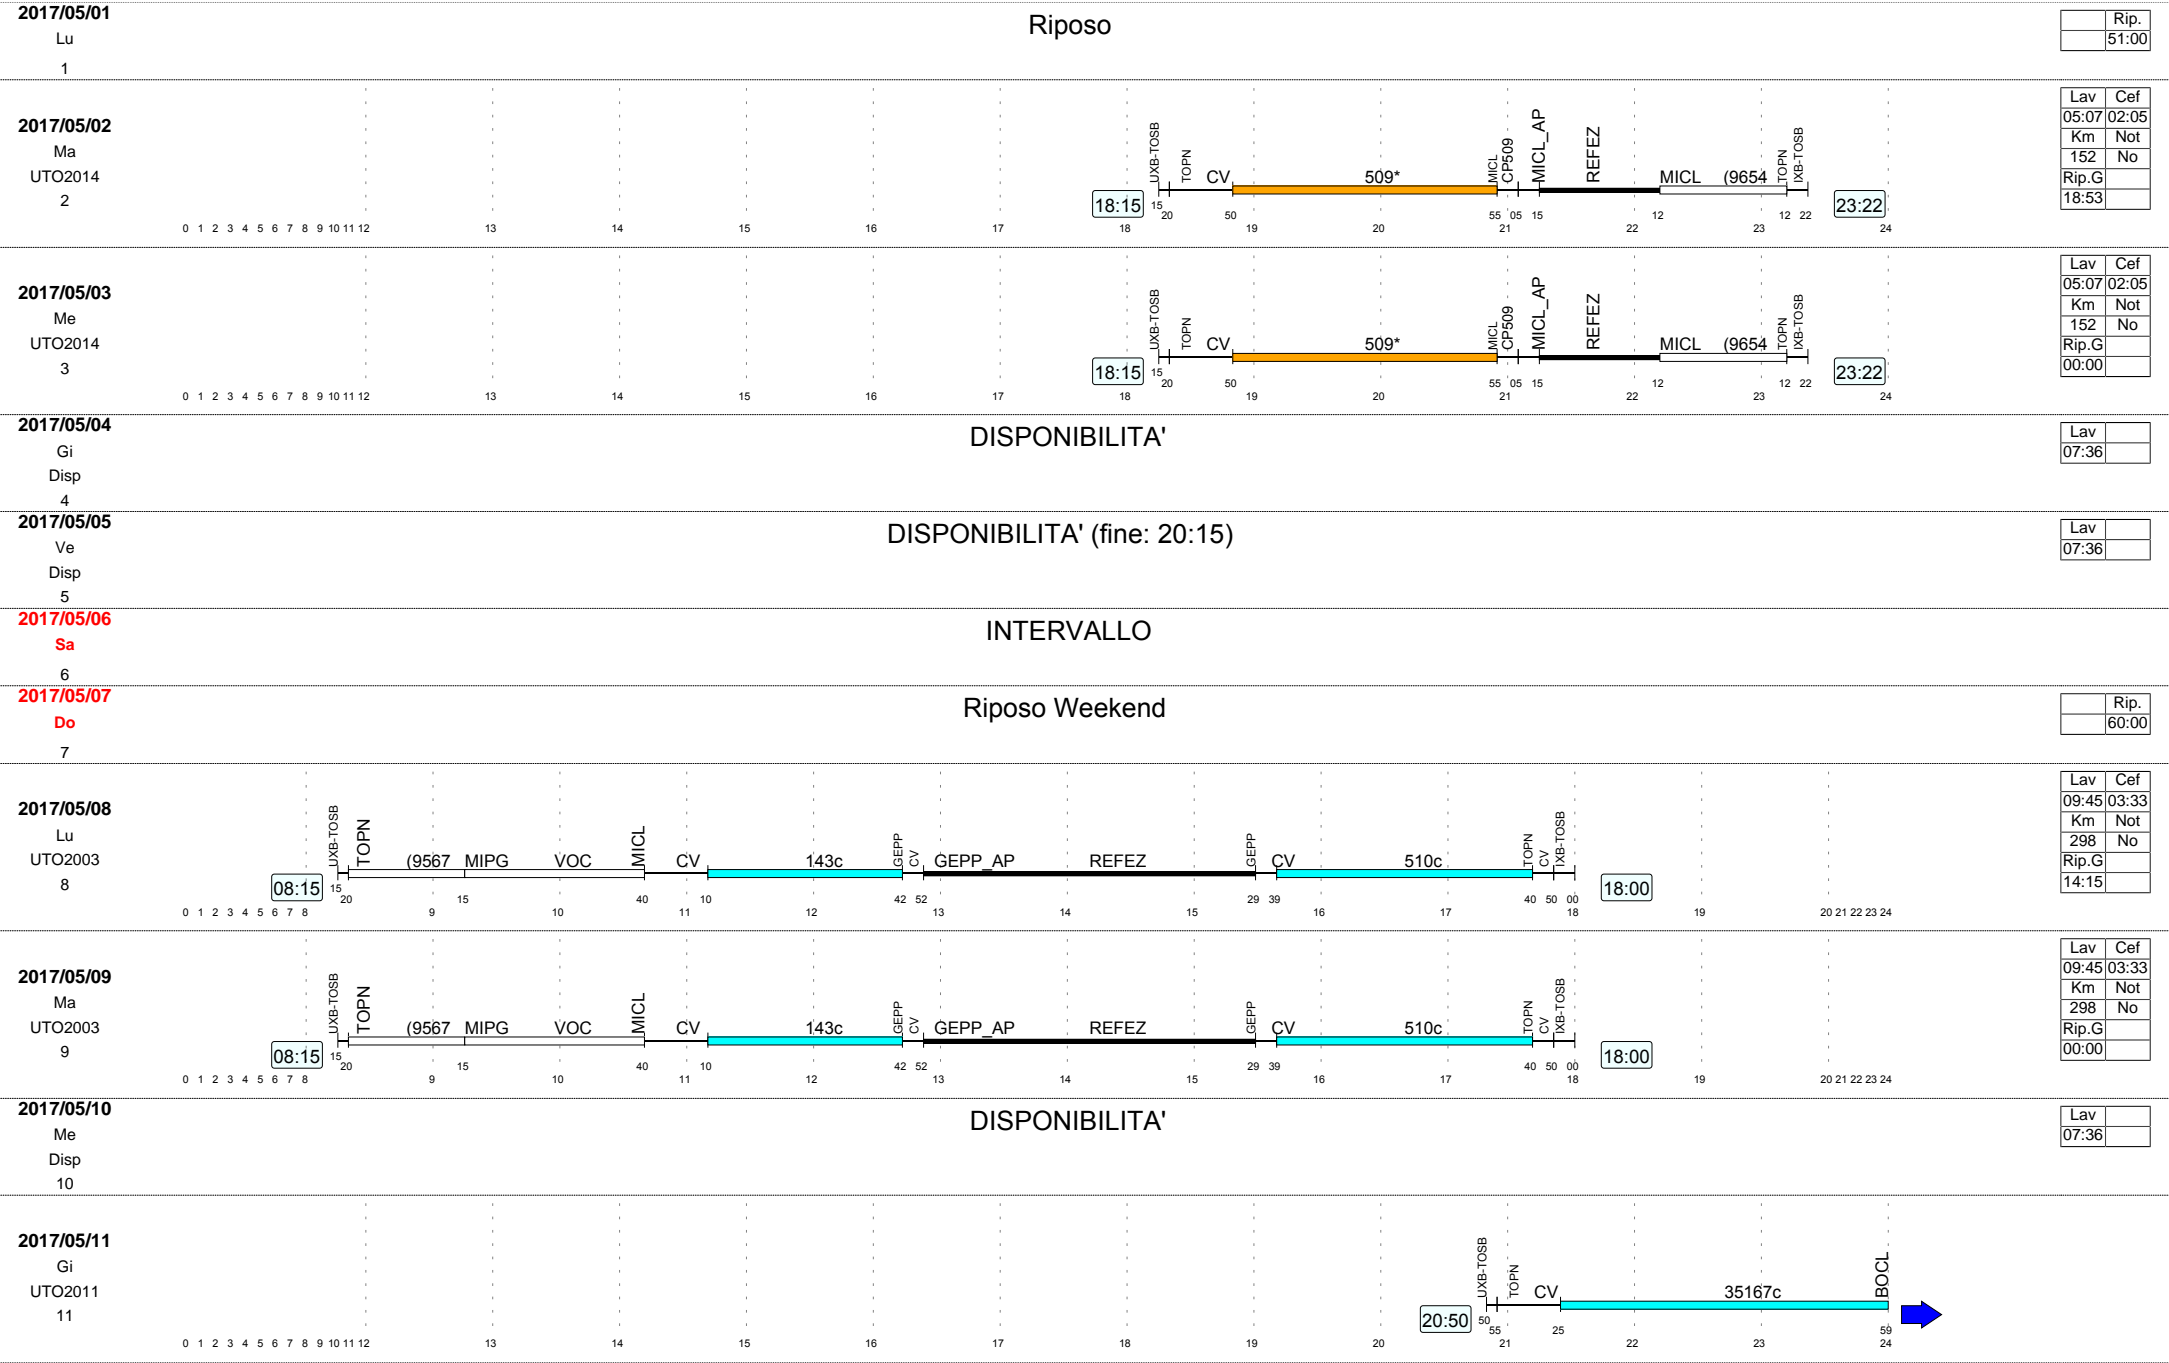 2017/05/01
Lu
1
Riposo
Rip.
51:00
2017/05/02
Ma
UTO2014
2
18:15
UXB-TOSB TOPN CV 509* MICL CP509 MICL_AP REFEZ MICL (9654 TOPN IXB-TOSB
15 20 50 55 05 15 12 12 22
23:22
0 1 2 3 4 5 6 7 8 9 10 11 12 13 14 15 16 17 18 19 20 21 22 23 24
Lav Cef
05:07 02:05
Km Not
152 No
Rip.G
18:53
2017/05/03
Me
UTO2014
3
18:15
UXB-TOSB TOPN CV 509* MICL CP509 MICL_AP REFEZ MICL (9654 TOPN IXB-TOSB
15 20 50 55 05 15 12 12 22
23:22
0 1 2 3 4 5 6 7 8 9 10 11 12 13 14 15 16 17 18 19 20 21 22 23 24
Lav Cef
05:07 02:05
Km Not
152 No
Rip.G
00:00
2017/05/04
Gi
Disp
4
DISPONIBILITA'
Lav
07:36
2017/05/05
Ve
Disp
5
DISPONIBILITA' (fine: 20:15)
Lav
07:36
2017/05/06
Sa
6
INTERVALLO
2017/05/07
Do
7
Riposo Weekend
Rip.
60:00
2017/05/08
Lu
UTO2003
8
08:15
UXB-TOSB TOPN (9567 MIPG VOC MICL CV 143c GEPP CV GEPP_AP REFEZ GEPP CV 510c TOPN CV IXB-TOSB
15 20 15 40 10 42 52 29 39 40 50 00
18:00
0 1 2 3 4 5 6 7 8 9 10 11 12 13 14 15 16 17 18 19 20 21 22 23 24
Lav Cef
09:45 03:33
Km Not
298 No
Rip.G
14:15
2017/05/09
Ma
UTO2003
9
08:15
UXB-TOSB TOPN (9567 MIPG VOC MICL CV 143c GEPP CV GEPP_AP REFEZ GEPP CV 510c TOPN CV IXB-TOSB
15 20 15 40 10 42 52 29 39 40 50 00
18:00
0 1 2 3 4 5 6 7 8 9 10 11 12 13 14 15 16 17 18 19 20 21 22 23 24
Lav Cef
09:45 03:33
Km Not
298 No
Rip.G
00:00
2017/05/10
Me
Disp
10
DISPONIBILITA'
Lav
07:36
2017/05/11
Gi
UTO2011
11
20:50
UXB-TOSB TOPN CV 35167c BOCL
50 55 25 59
0 1 2 3 4 5 6 7 8 9 10 11 12 13 14 15 16 17 18 19 20 21 22 23 24